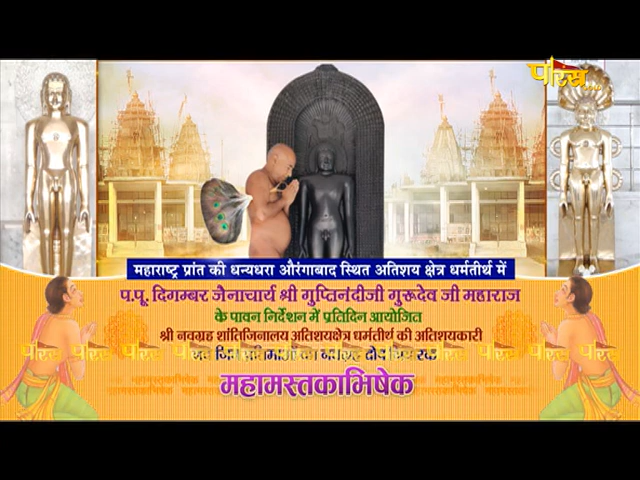 पारस
महाराष्ट्र प्रांत की धन्यधरा औरंगाबाद स्थित अतिशय क्षेत्र धर्मतीर्थ में
प.पू. दिगम्बर जैनाचार्य श्री गुप्तिनंदीजी गुरूदेव जी महाराज
के पावन निर्देशन में प्रतिदिन आयोजित
श्री नवग्रह शांतिजिनालय अतिशयक्षेत्र धर्मतीर्थ की अतिशयकारी
महामस्तकाभिषेक